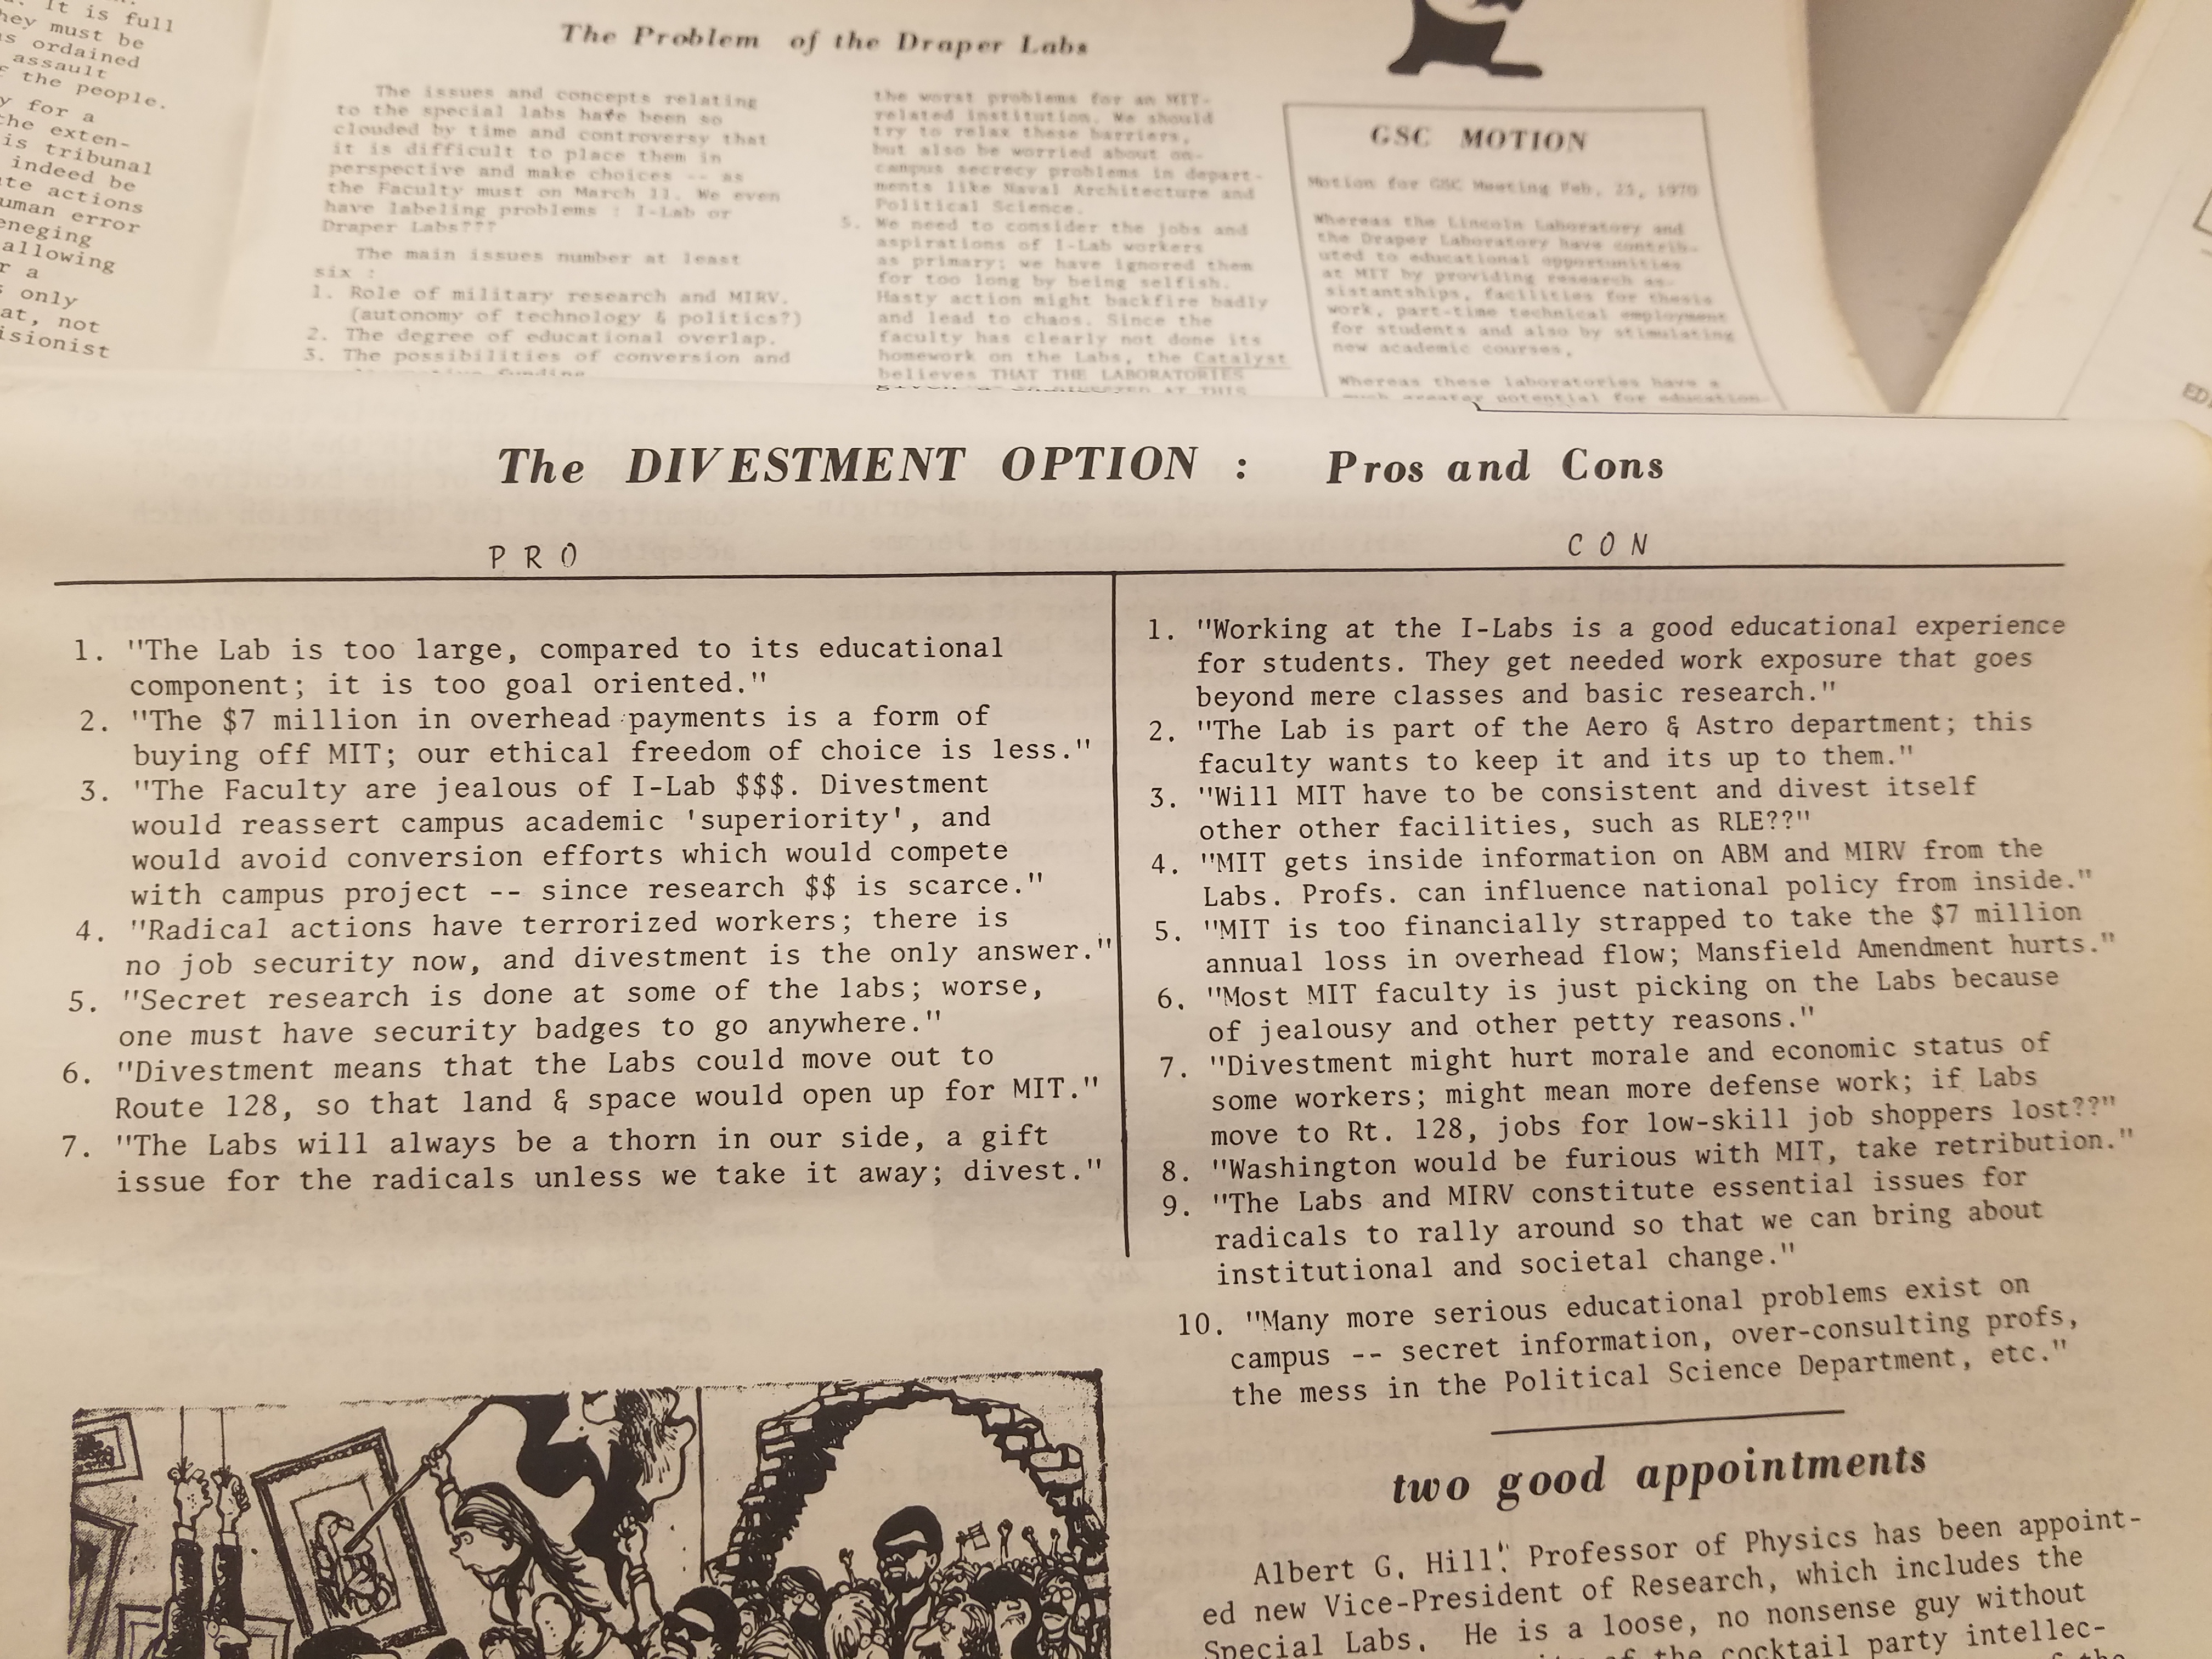 It is full
they must be
ordained
assault
the people.
for a
the exten-
is tribunal
indeed be
actions
human error
reneging
allowing
a
only
not
The Problem of the Draper Labs
The issues and concepts relating
to the special labs have been so
clouded by time and controversy that
it is difficult to place them in
perspective and make choices -- as
the Faculty must on March 11. We even
have labeling problems : I-Lab or
Draper Labs???
The main issues number at least
six :
1. Role of military research and MIRV.
(autonomy of technology & politics?)
2. The degree of educational overlap.
3. The possibilities of conversion and
funding
the worst problems for an MIT-
related institution. We should
try to relax these barriers,
but also be worried about on-
campus secrecy problems in depart-
ments like Naval Architecture and
Political Science.
5. We need to consider the jobs and
aspirations of I-Lab workers
as primary; we have ignored them
for too long by being selfish.
Hasty action might backfire badly
and lead to chaos. Since the
faculty has clearly not done its
homework on the Labs, the Catalyst
believes THAT THE LABORATORIES
AT THIS
GSC MOTION
Motion for GSC Meeting Feb. 25, 1970
Whereas the Lincoln Laboratory and
the Draper Laboratory have contrib-
uted to educational opportunities
at MIT by providing research as-
sistantships, facilities for thesis
work, part-time technical employment
for students and also by stimulating
new academic courses,
Whereas these laboratories have a
much greater potential for education-
The DIVESTMENT OPTION : Pros and Cons
PRO
1. "The Lab is too large, compared to its educational
component; it is too goal oriented."
2. "The $7 million in overhead payments is a form of
buying off MIT; our ethical freedom of choice is less."
3. "The Faculty are jealous of I-Lab $$$. Divestment
would reassert campus academic 'superiority', and
would avoid conversion efforts which would compete
with campus project -- since research $$ is scarce."
4. "Radical actions have terrorized workers; there is
no job security now, and divestment is the only answer."
5. "Secret research is done at some of the labs; worse,
one must have security badges to go anywhere."
6. "Divestment means that the Labs could move out to
Route 128, so that land & space would open up for MIT."
7. "The Labs will always be a thorn in our side, a gift
issue for the radicals unless we take it away; divest."
CON
1. "Working at the I-Labs is a good educational experience
for students. They get needed work exposure that goes
beyond mere classes and basic research."
2. "The Lab is part of the Aero & Astro department; this
faculty wants to keep it and its up to them."
3. "Will MIT have to be consistent and divest itself
other other facilities, such as RLE??"
4. "MIT gets inside information on ABM and MIRV from the
Labs. Profs. can influence national policy from inside."
5. "MIT is too financially strapped to take the $7 million
annual loss in overhead flow; Mansfield Amendment hurts."
6. "Most MIT faculty is just picking on the Labs because
of jealousy and other petty reasons."
7. "Divestment might hurt morale and economic status of
some workers; might mean more defense work; if Labs
move to Rt. 128, jobs for low-skill job shoppers lost??"
8. "Washington would be furious with MIT, take retribution."
9. "The Labs and MIRV constitute essential issues for
radicals to rally around so that we can bring about
institutional and societal change."
10. "Many more serious educational problems exist on
campus -- secret information, over-consulting profs,
the mess in the Political Science Department, etc."
two good appointments
Albert G. Hill, Professor of Physics has been appoint-
ed new Vice-President of Research, which includes the
Special Labs. He is a loose, no nonsense guy without
of the cocktail party intellec-